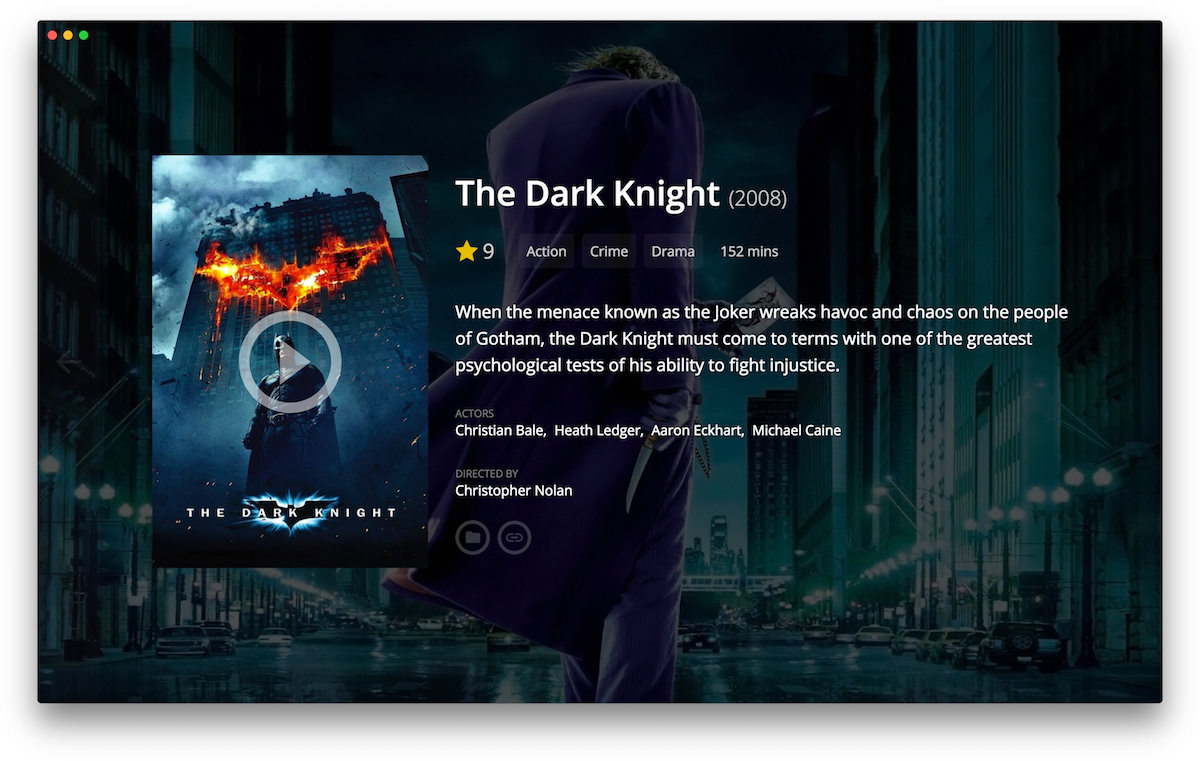 The Dark Knight (2008)
9 Action Crime Drama 152 mins
When the menace known as the Joker wreaks havoc and chaos on the people
of Gotham, the Dark Knight must come to terms with one of the greatest
psychological tests of his ability to fight injustice.
ACTORS
Christian Bale, Heath Ledger, Aaron Eckhart, Michael Caine
DIRECTED BY
Christopher Nolan
THE DARK KNIGHT